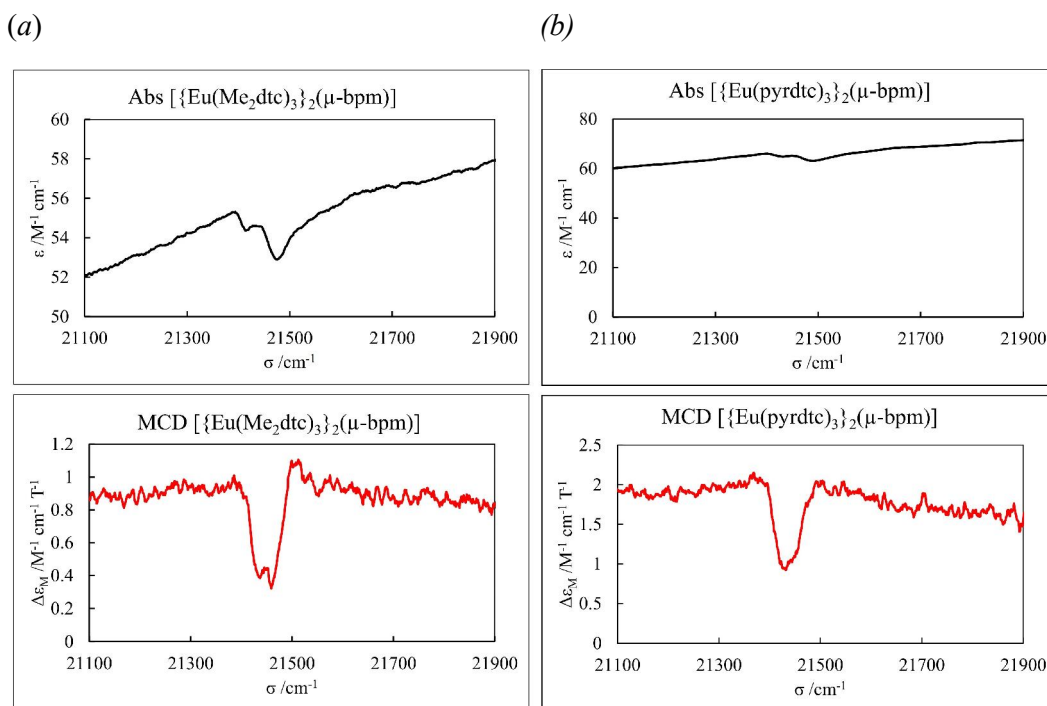 (a)
(b)
Abs [{Eu(Me₂dtc)₃}₂(μ-bpm)]
60
58
56
54
52
50
ε /M⁻¹ cm⁻¹
21100 21300 21500 21700 21900
σ /cm⁻¹
Abs [{Eu(pyrdtc)₃}₂(μ-bpm)]
80
60
40
20
0
ε /M⁻¹ cm⁻¹
21100 21300 21500 21700 21900
σ /cm⁻¹
MCD [{Eu(Me₂dtc)₃}₂(μ-bpm)]
1.2
1
0.8
0.6
0.4
0.2
0
Δε_M /M⁻¹ cm⁻¹ T⁻¹
21100 21300 21500 21700 21900
σ /cm⁻¹
MCD [{Eu(pyrdtc)₃}₂(μ-bpm)]
2.5
2
1.5
1
0.5
0
Δε_M /M⁻¹ cm⁻¹ T⁻¹
21100 21300 21500 21700 21900
σ /cm⁻¹